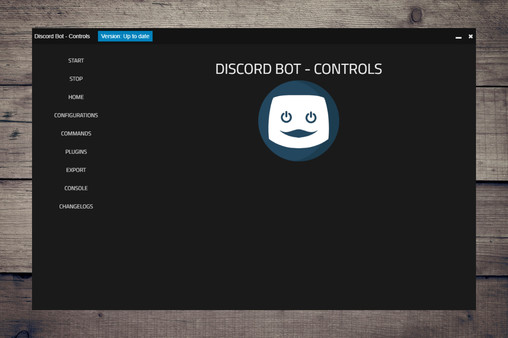 Discord Bot - Controls
Version: Up to date
START
STOP
HOME
CONFIGURATIONS
COMMANDS
PLUGINS
EXPORT
CONSOLE
CHANGELOGS
DISCORD BOT - CONTROLS